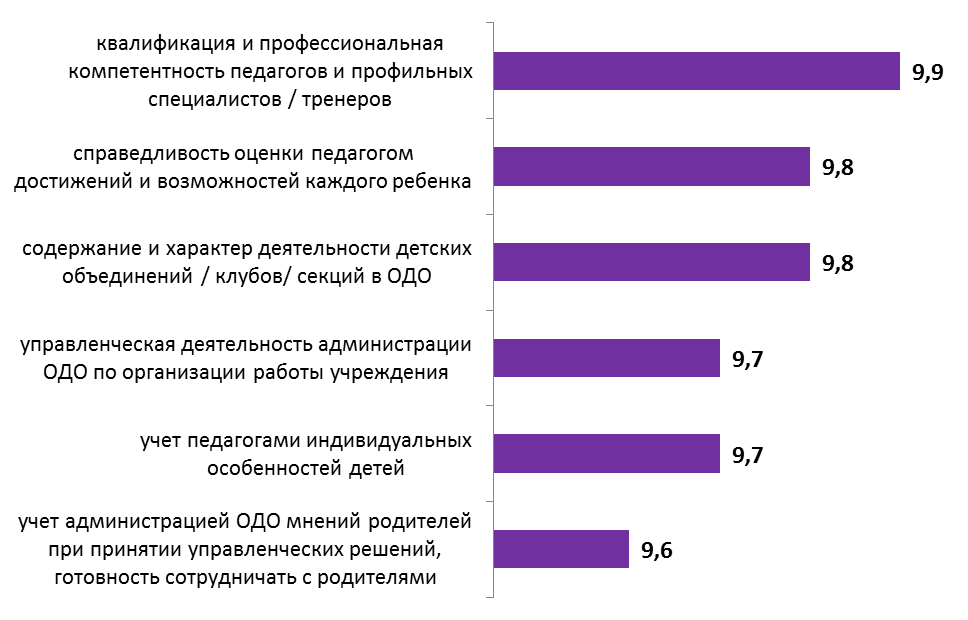 квалификация и профессиональная
компетентность педагогов и профильных
специалистов / тренеров
9,9
справедливость оценки педагогом
достижений и возможностей каждого ребенка
9,8
содержание и характер деятельности детских
объединений / клубов/ секций в ОДО
9,8
управленческая деятельность администрации
ОДО по организации работы учреждения
9,7
учет педагогами индивидуальных
особенностей детей
9,7
учет администрацией ОДО мнений родителей
при принятии управленческих решений,
готовность сотрудничать с родителями
9,6